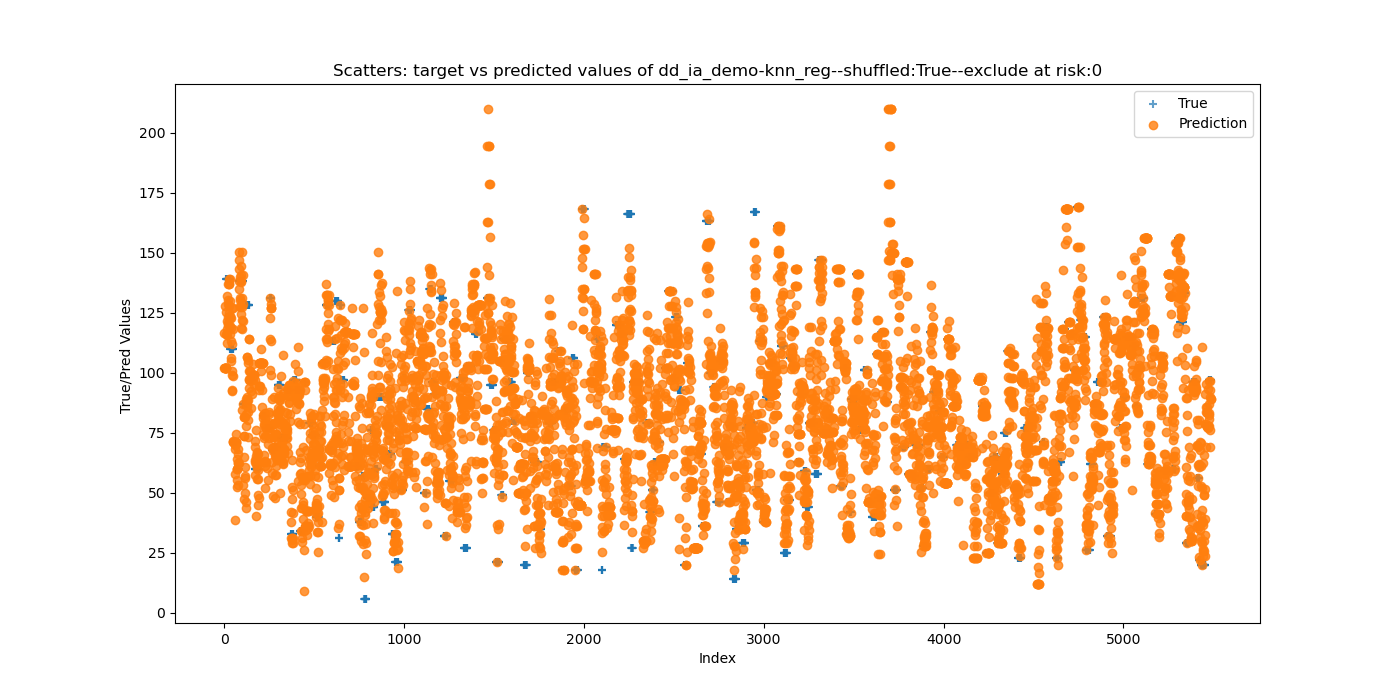 Scatters: target vs predicted values of dd_ia_demo-knn_reg--shuffled:True--exclude at risk:0
True
Prediction
True/Pred Values
200
175
150
125
100
75
50
25
0
0 1000 2000 3000 4000 5000
Index